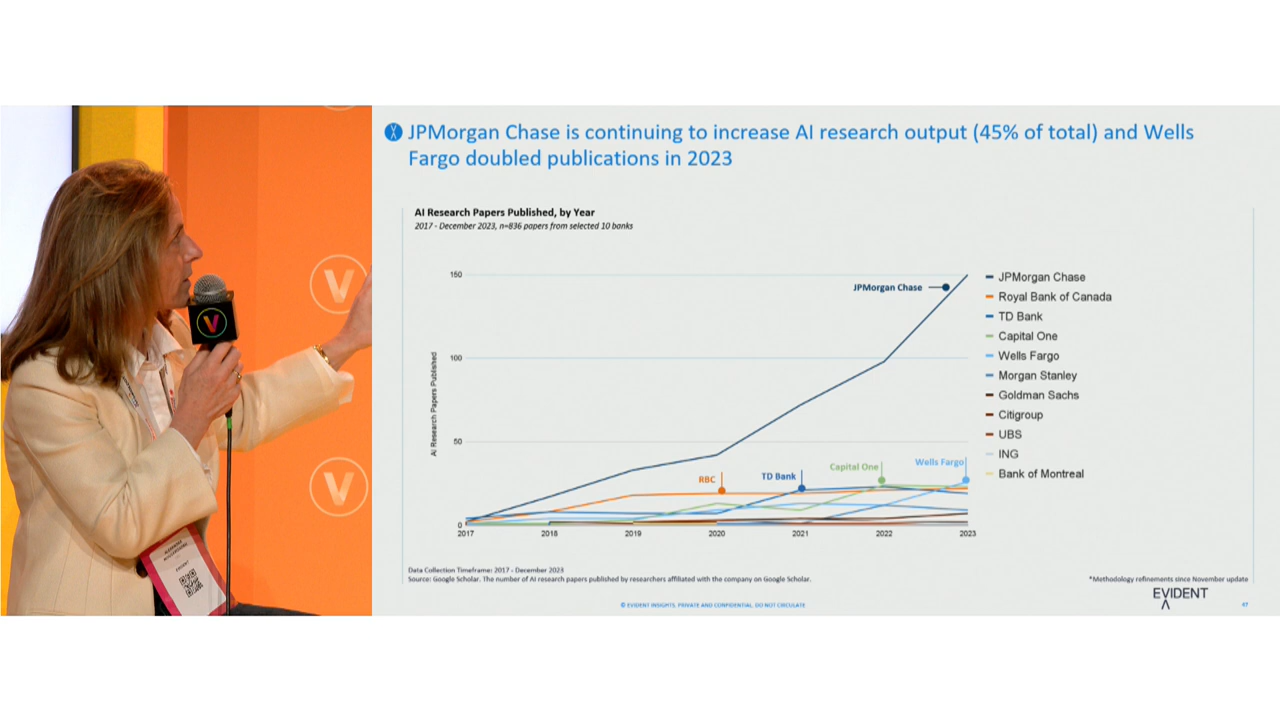 JPMorgan Chase is continuing to increase AI research output (45% of total) and Wells
Fargo doubled publications in 2023
AI Research Papers Published, by Year
2017 - December 2023, n=836 papers from selected 10 banks
AI Research Papers Published
150
100
50
0
2017
2018
2019
2020
2021
2022
2023
JPMorgan Chase
RBC
TD Bank
Capital One
Wells Fargo
JPMorgan Chase
Royal Bank of Canada
TD Bank
Capital One
Wells Fargo
Morgan Stanley
Goldman Sachs
Citigroup
UBS
ING
Bank of Montreal
Data Collection Timeframe: 2017 - December 2023
Source: Google Scholar. The number of AI research papers published by researchers affiliated with the company on Google Scholar.
*Methodology refinements since November update
© EVIDENT INSIGHTS, PRIVATE AND CONFIDENTIAL, DO NOT CIRCULATE
EVIDENT
47
V
V
V
EVIDENT